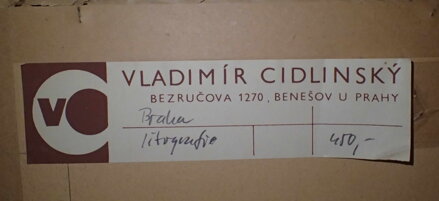 VC
VLADIMÍR CIDLINSKÝ
BEZRUČOVA 1270, BENEŠOV U PRAHY
Praha
litografie
450,-